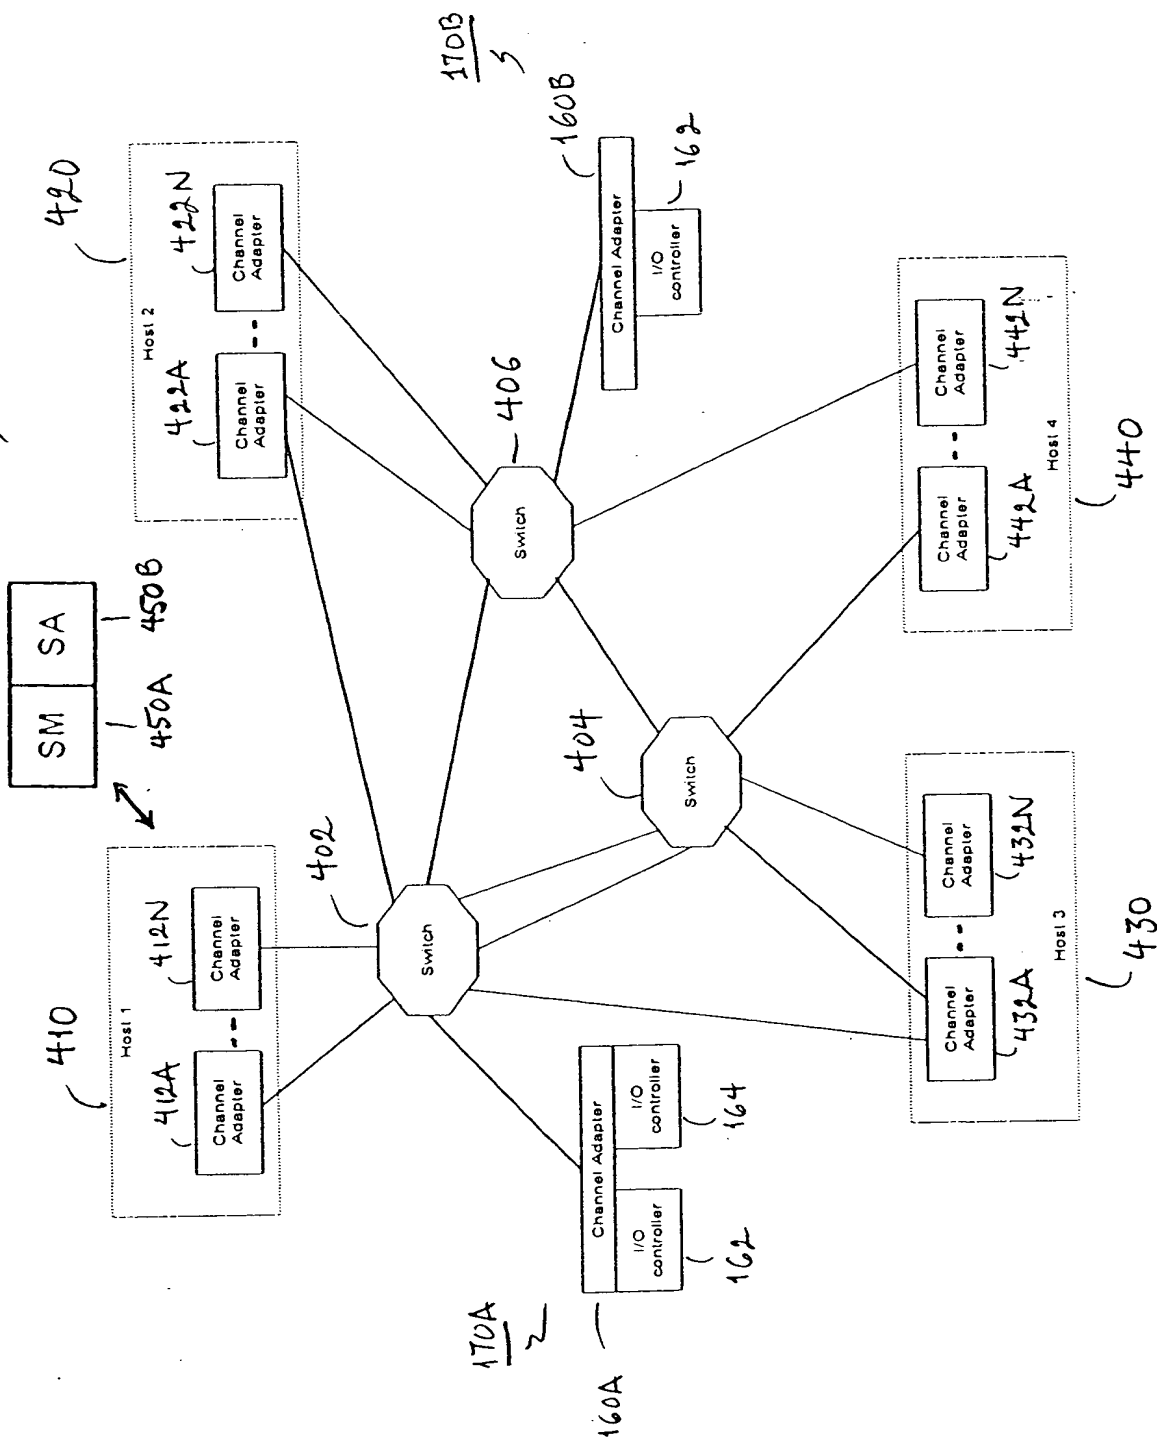 SM
SA
450A
450B
410
Host 1
412A
412N
Channel
Adapter
Channel
Adapter
420
Host 2
422A
422N
Channel
Adapter
Channel
Adapter
402
Switch
406
Switch
404
Switch
170A
160A
Channel Adapter
I/O
controller
I/O
controller
162
164
170B
160B
Channel Adapter
I/O
controller
162
Channel
Adapter
Channel
Adapter
432A
432N
Host 3
430
Channel
Adapter
Channel
Adapter
442A
442N
Host 4
440